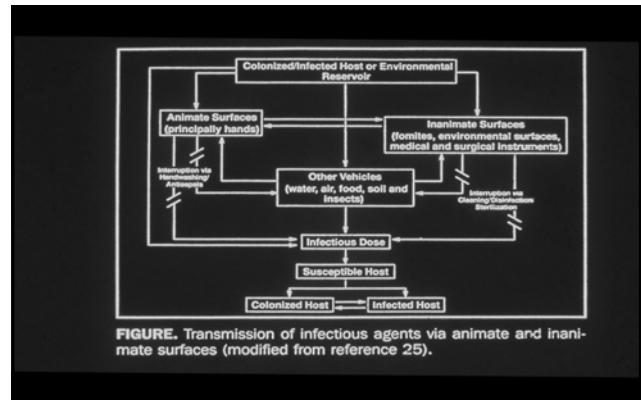 Colonized/Infected Host or Environmental
Reservoir
Animate Surfaces
(principally hands)
Inanimate Surfaces
(fomites, environmental surfaces,
medical and surgical instruments)
Interruption via
Handwashing/
Antisepsis
Other Vehicles
(water, air, food, soil and
insects)
Interruption via
Cleaning/Disinfection/
Sterilization
Infectious Dose
Susceptible Host
Colonized Host
Infected Host
FIGURE. Transmission of infectious agents via animate and inani-
mate surfaces (modified from reference 25).